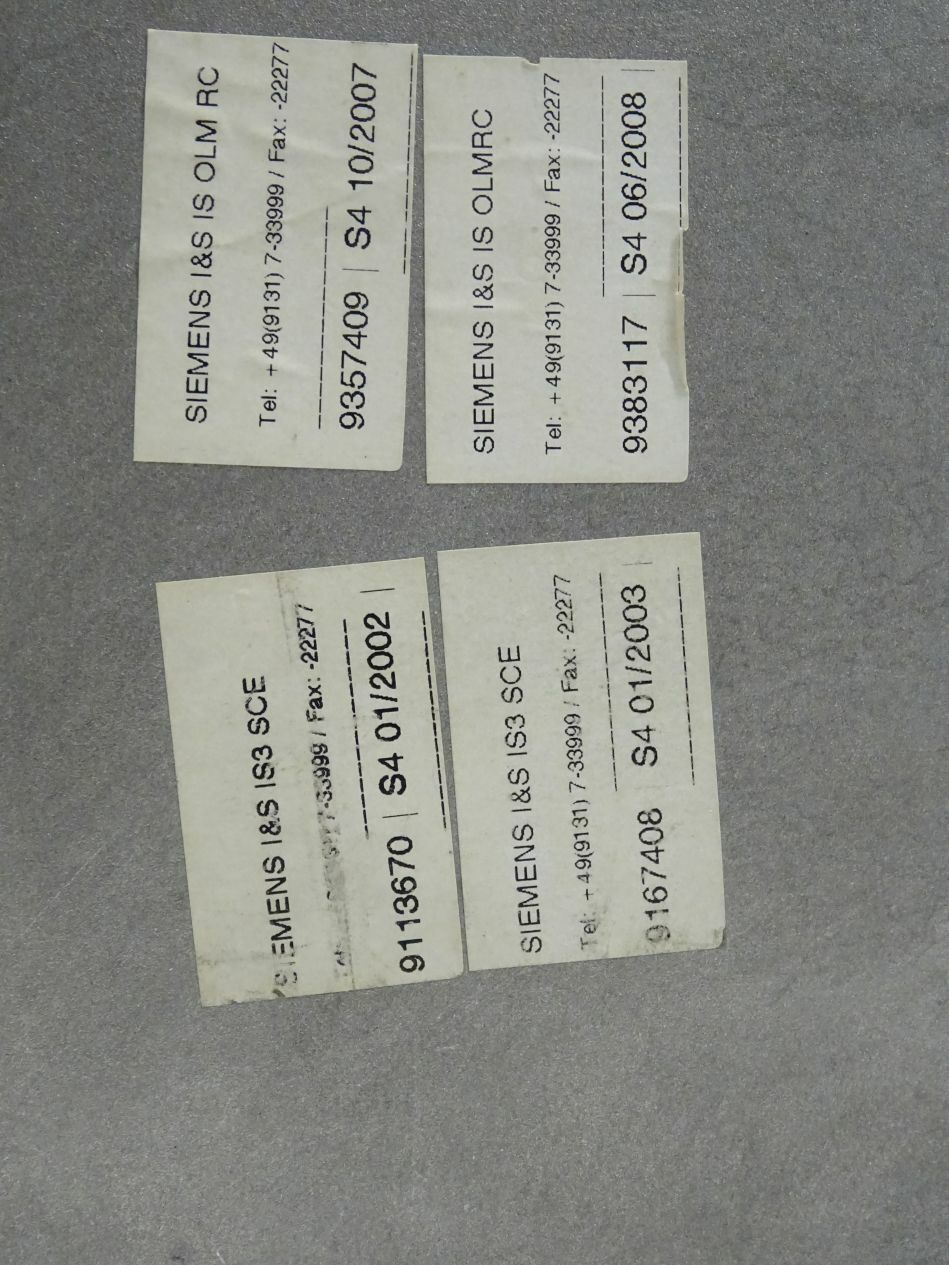 SIEMENS I&S IS OLM RC
Tel: +49(9131) 7-33999 / Fax: -22277
9357409 | S4 10/2007
SIEMENS I&S IS OLMRC
Tel: +49(9131) 7-33999 / Fax: -22277
9383117 | S4 06/2008 |
SIEMENS I&S IS3 SCE
7-33999 / Fax: -22277
9113670 | S4 01/2002 |
SIEMENS I&S IS3 SCE
Tel: +49(9131) 7-33999 / Fax: -22277
9167408 | S4 01/2003 |